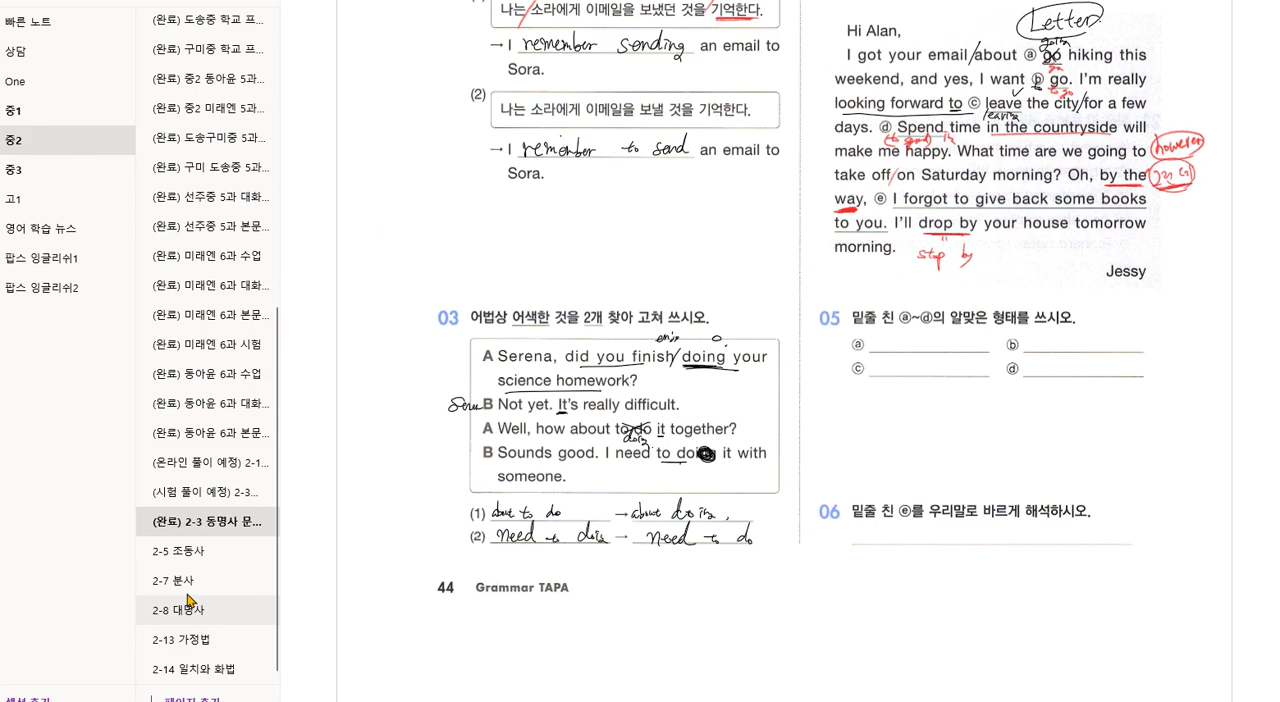 빠른 노트
상담
One
중1
중2
중3
고1
영어 학습 뉴스
팝스 잉글리쉬1
팝스 잉글리쉬2
(완료) 도송중 학교 프...
(완료) 구미중 학교 프...
(완료) 중2 동아윤 5과...
(완료) 중2 미래엔 5과...
(완료) 도송구미중 5과...
(완료) 구미 도송중 5과...
(완료) 선주중 5과 대화...
(완료) 선주중 5과 본문...
(완료) 미래엔 6과 수업
(완료) 미래엔 6과 대화...
(완료) 미래엔 6과 본문...
(완료) 미래엔 6과 시험
(완료) 동아윤 6과 수업
(완료) 동아윤 6과 대화...
(완료) 동아윤 6과 본문...
(온라인 풀이 예정) 2-1...
(시험 풀이 예정) 2-3...
(완료) 2-3 동명사 문...
2-5 조동사
2-7 분사
2-8 대명사
2-13 가정법
2-14 일치와 화법
나는 소라에게 이메일을 보냈던 것을 기억한다.
→ I remember sending an email to
Sora.
(2)
나는 소라에게 이메일을 보낼 것을 기억한다.
→ I remember to send an email to
Sora.
03 어법상 어색한 것을 2개 찾아 고쳐 쓰시오.
A Serena, did you finish doing your
science homework?
B Not yet. It's really difficult.
A Well, how about to do it together?
doing
B Sounds good. I need to doing it with
someone.
(1) about to do → about doing.
(2) need to doing → need to do
44 Grammar TAPA
Letter
Hi Alan,
going
I got your email about ⓐ go hiking this
go
weekend, and yes, I want ⓑ go. I'm really
to go
looking forward to ⓒ leave the city for a few
leaving
days. ⓓ Spend time in the countryside will
make me happy. What time are we going to
however
take off on Saturday morning? Oh, by the
그런데
way, ⓔ I forgot to give back some books
to you. I'll drop by your house tomorrow
stop by
morning.
Jessy
05 밑줄 친 ⓐ~ⓓ의 알맞은 형태를 쓰시오.
ⓐ ⓑ
ⓒ ⓓ
06 밑줄 친 ⓔ를 우리말로 바르게 해석하시오.